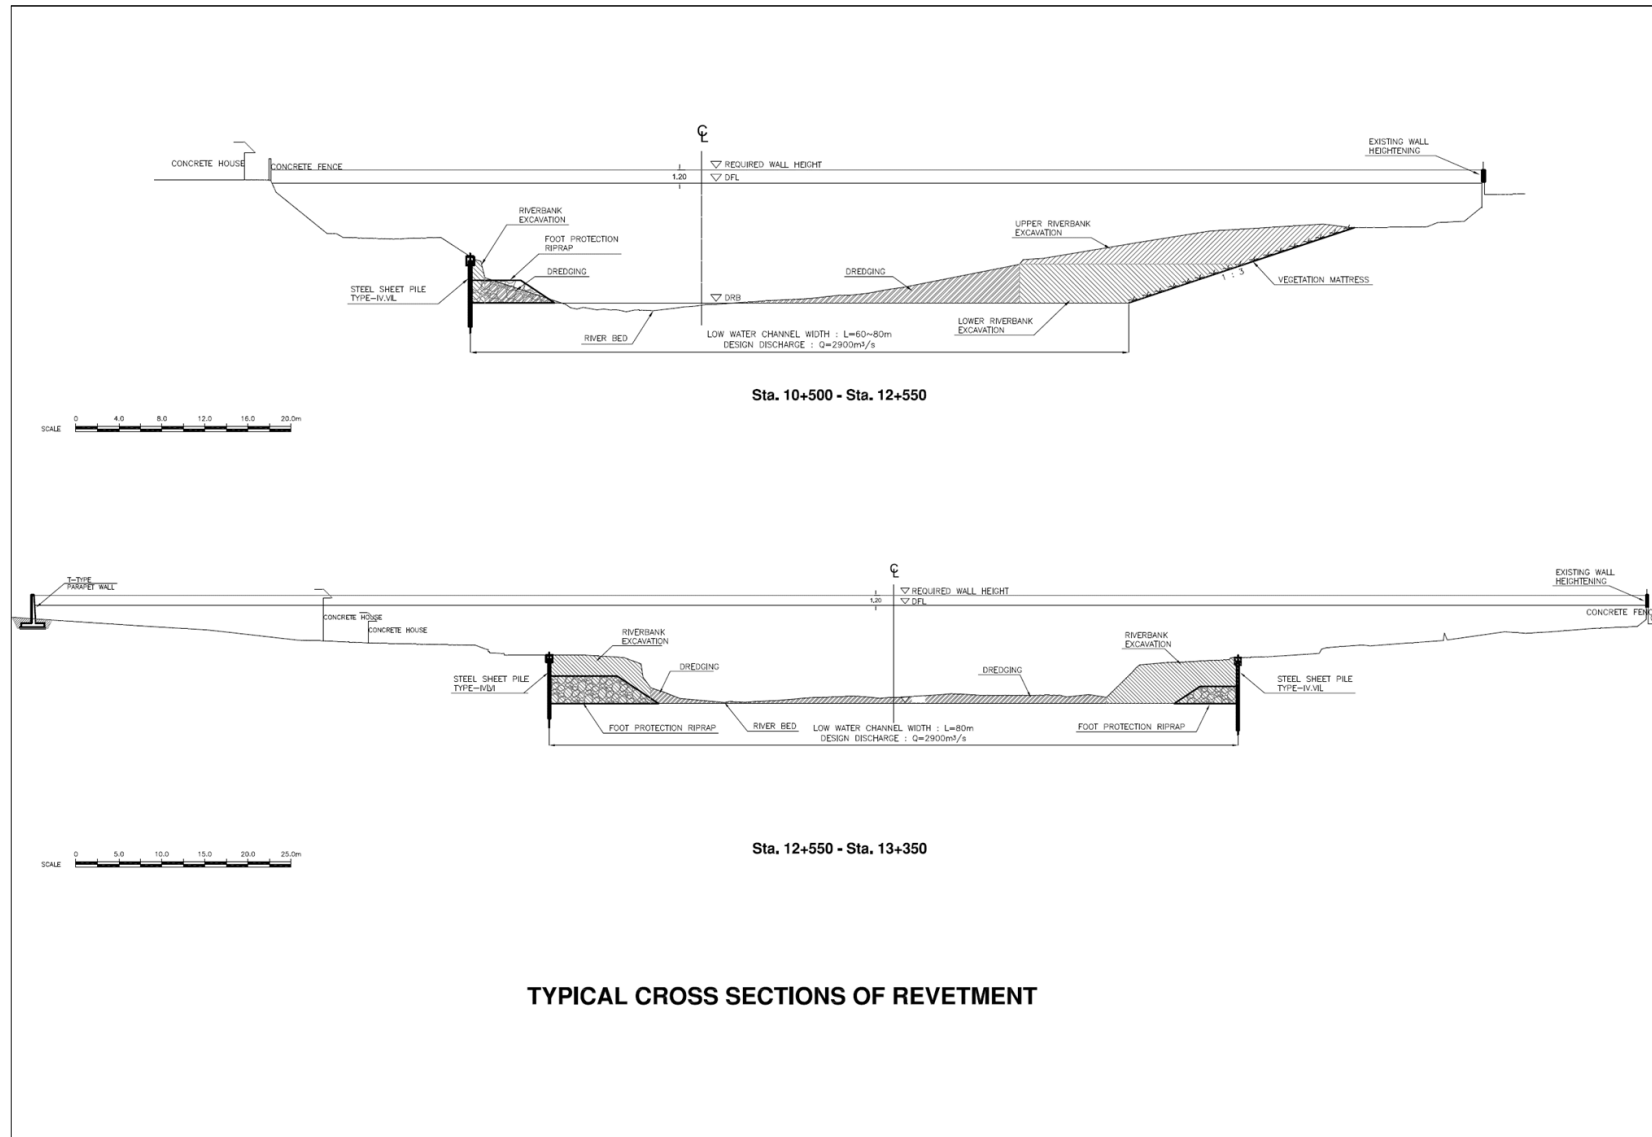 ℄
EXISTING WALL
HEIGHTENING
CONCRETE HOUSE
CONCRETE FENCE
REQUIRED WALL HEIGHT
1.20
DFL
RIVERBANK
EXCAVATION
UPPER RIVERBANK
EXCAVATION
FOOT PROTECTION
RIPRAP
DREDGING
DREDGING
1 : 3
VEGETATION MATTRESS
STEEL SHEET PILE
TYPE-IV.VIL
DRB
LOWER RIVERBANK
EXCAVATION
RIVER BED
LOW WATER CHANNEL WIDTH : L=60~80m
DESIGN DISCHARGE : Q=2900m³/s
Sta. 10+500 - Sta. 12+550
0 4.0 8.0 12.0 16.0 20.0m
SCALE
℄
T-TYPE
PARAPET WALL
EXISTING WALL
HEIGHTENING
REQUIRED WALL HEIGHT
1.20
DFL
CONCRETE HOUSE
CONCRETE HOUSE
RIVERBANK
EXCAVATION
RIVERBANK
EXCAVATION
DREDGING
DREDGING
STEEL SHEET PILE
STEEL SHEET PILE
TYPE-IV.VIL
FOOT PROTECTION RIPRAP
RIVER BED
LOW WATER CHANNEL WIDTH : L=80m
DESIGN DISCHARGE : Q=2900m³/s
FOOT PROTECTION RIPRAP
Sta. 12+550 - Sta. 13+350
0 5.0 10.0 15.0 20.0 25.0m
SCALE
TYPICAL CROSS SECTIONS OF REVETMENT